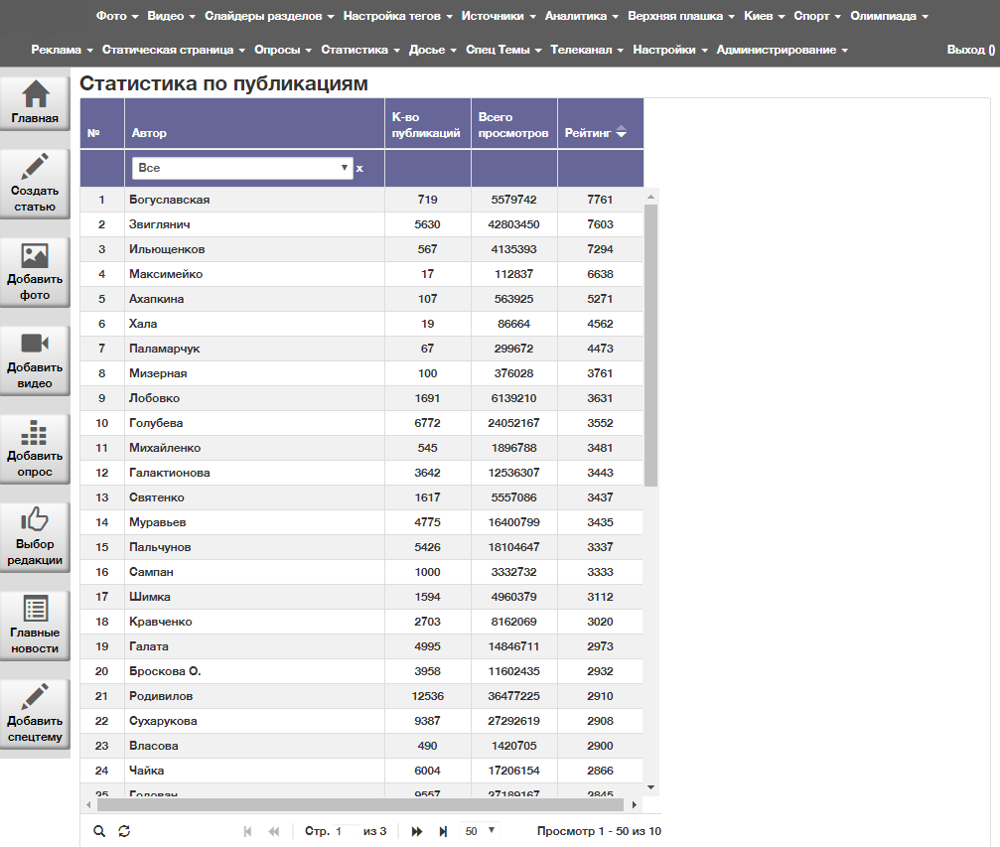 Фото Видео Слайдеры разделов Настройка тегов Источники Аналитика Верхняя плашка Киев Спорт Олимпиада
Реклама Статическая страница Опросы Статистика Досье Спец Темы Телеканал Настройки Администрирование Выход ()
Главная
Создать
статью
Добавить
фото
Добавить
видео
Добавить
опрос
Выбор
редакции
Главные
новости
Добавить
спецтему
Статистика по публикациям
№ Автор К-во публикаций Всего просмотров Рейтинг
Все x
1 Богуславская 719 5579742 7761
2 Звиглянич 5630 42803450 7603
3 Ильющенков 567 4135393 7294
4 Максимейко 17 112837 6638
5 Ахапкина 107 563925 5271
6 Хала 19 86664 4562
7 Паламарчук 67 299672 4473
8 Мизерная 100 376028 3761
9 Лобовко 1691 6139210 3631
10 Голубева 6772 24052167 3552
11 Михайленко 545 1896788 3481
12 Галактионова 3642 12536307 3443
13 Святенко 1617 5557086 3437
14 Муравьев 4775 16400799 3435
15 Пальчунов 5426 18104647 3337
16 Сампан 1000 3332732 3333
17 Шимка 1594 4960379 3112
18 Кравченко 2703 8162069 3020
19 Галата 4995 14846711 2973
20 Броскова О. 3958 11602435 2932
21 Родивилов 12536 36477225 2910
22 Сухарукова 9387 27292619 2908
23 Власова 490 1420705 2900
24 Чайка 6004 17206154 2866
25 Голован 9557 27189167 2845
Стр. 1 из 3 50 Просмотр 1 - 50 из 10